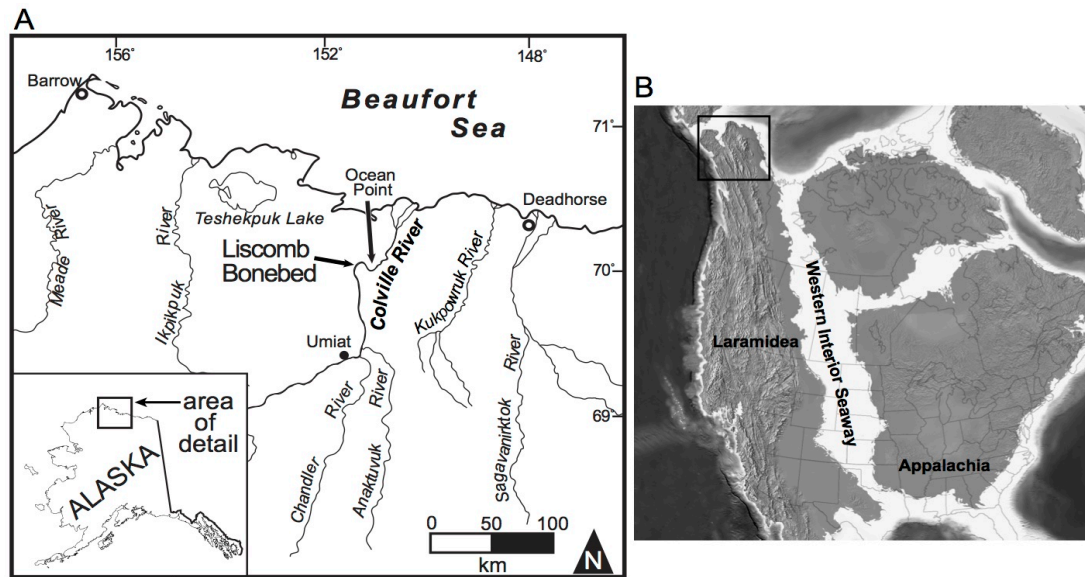 A
156°
152°
148°
Barrow
Beaufort
Sea
71°
Ocean
Point
Deadhorse
Teshekpuk Lake
Liscomb
Bonebed
Colville River
70°
Meade River
Ikpikpuk River
Kukpowruk River
Umiat
69°
Chandler River
Anaktuvuk River
Sagavanirktok River
area
of
detail
ALASKA
0 50 100
km
N
B
Laramidea
Western Interior Seaway
Appalachia